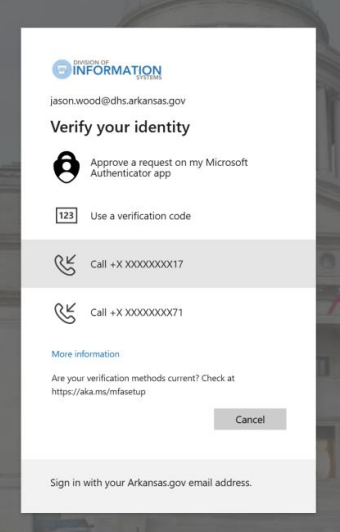 DIVISION OF
INFORMATION
SYSTEMS
jason.wood@dhs.arkansas.gov
Verify your identity
Approve a request on my Microsoft
Authenticator app
123
Use a verification code
Call +X XXXXXXXX17
Call +X XXXXXXXX71
More information
Are your verification methods current? Check at
https://aka.ms/mfasetup
Cancel
Sign in with your Arkansas.gov email address.